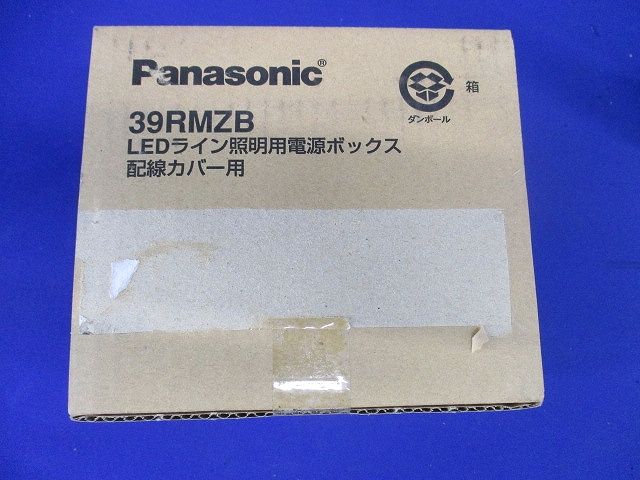 Panasonic®
39RMZB
LEDライン照明用電源ボックス
配線カバー用
箱
ダンボール